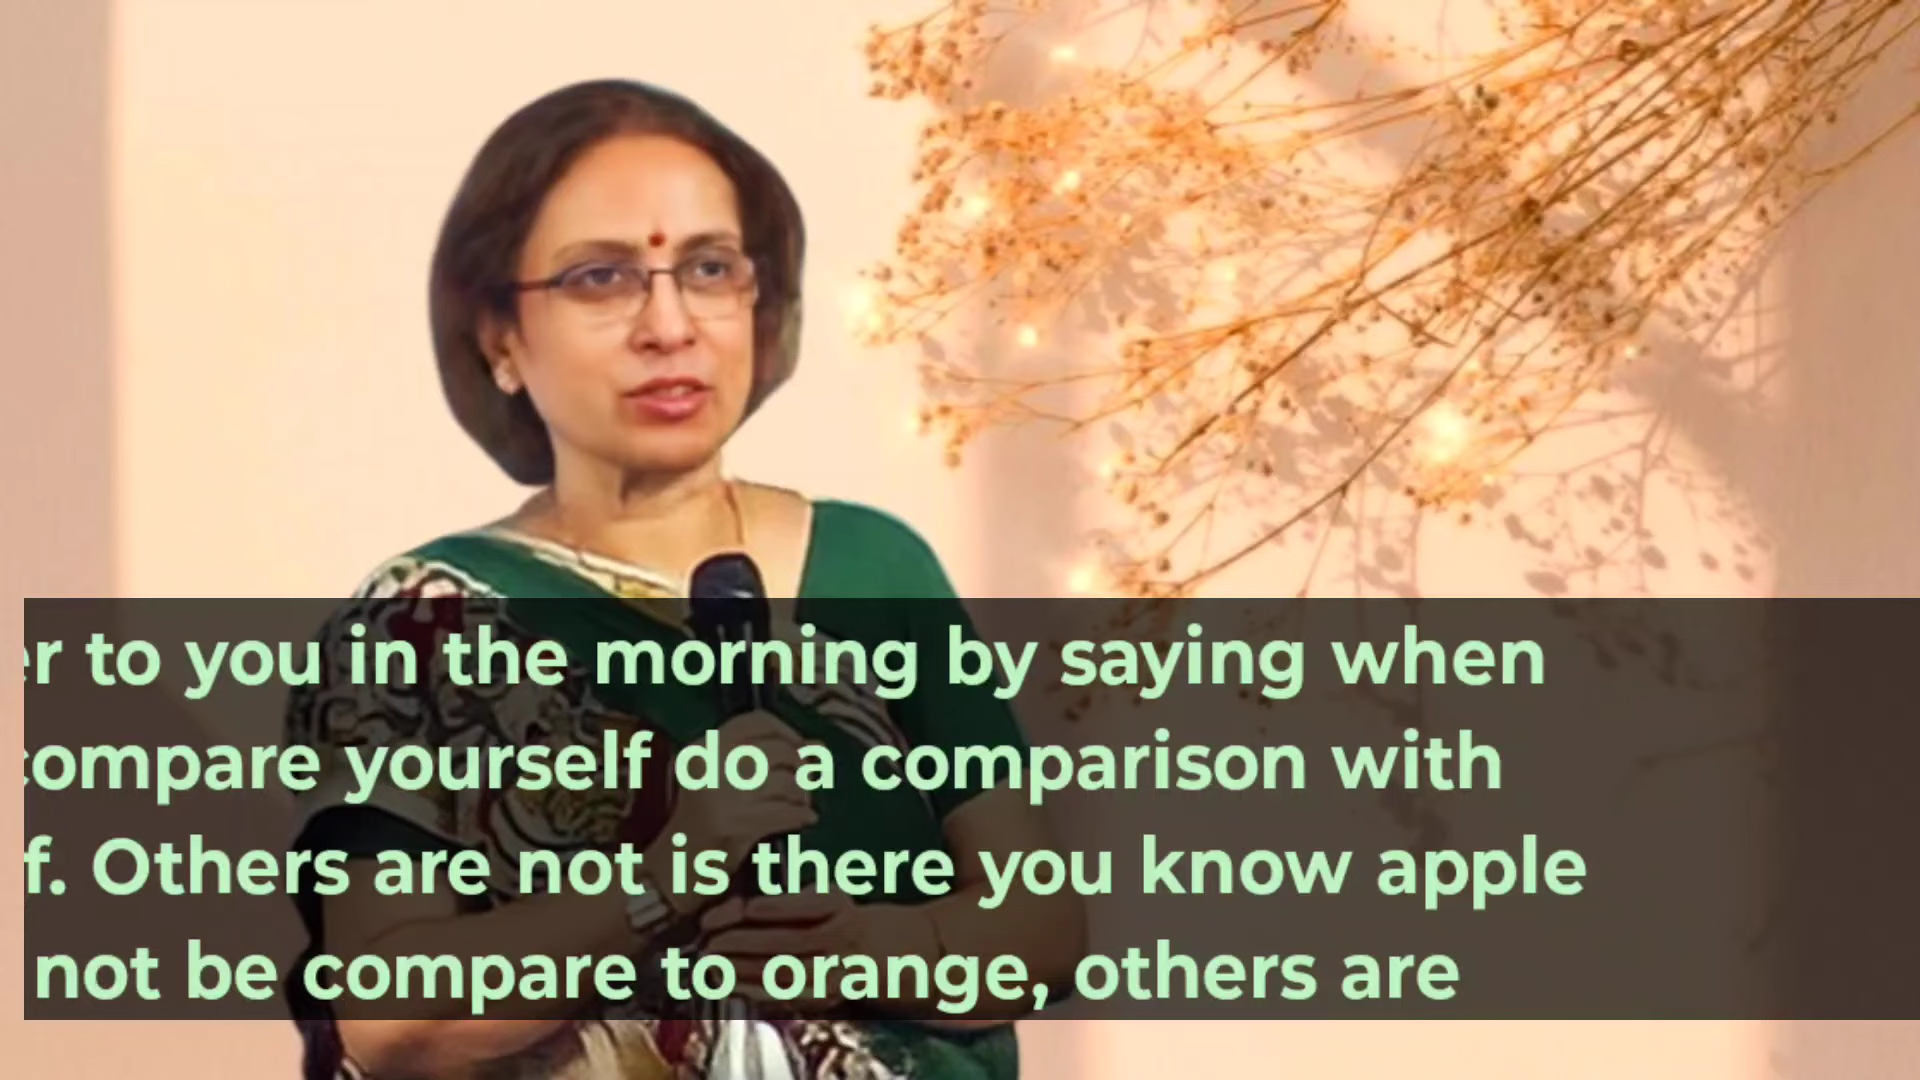 to you in the morning by saying when
compare yourself do a comparison with
f. Others are not is there you know apple
not be compare to orange, others are